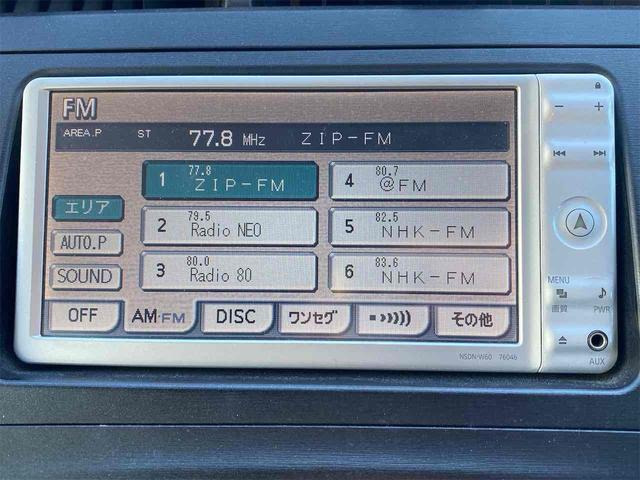 FM
AREA.P ST 77.8 MHz ZIP-FM
1 77.8 ZIP-FM
4 80.7 @FM
エリア
2 79.5 Radio NEO
5 82.5 NHK-FM
AUTO.P
3 80.0 Radio 80
6 83.6 NHK-FM
SOUND
OFF
AM･FM
DISC
ワンセグ
その他
NSDN-W60 76046
MENU
画質
PWR
AUX